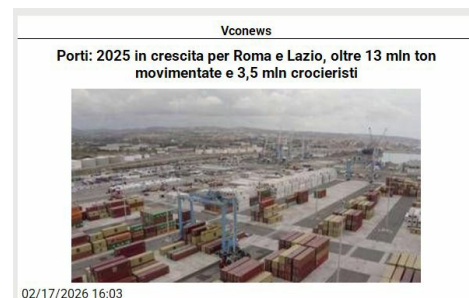 Vconews
Porti: 2025 in crescita per Roma e Lazio, oltre 13 mln ton
movimentate e 3,5 mln crocieristi
02/17/2026 16:03